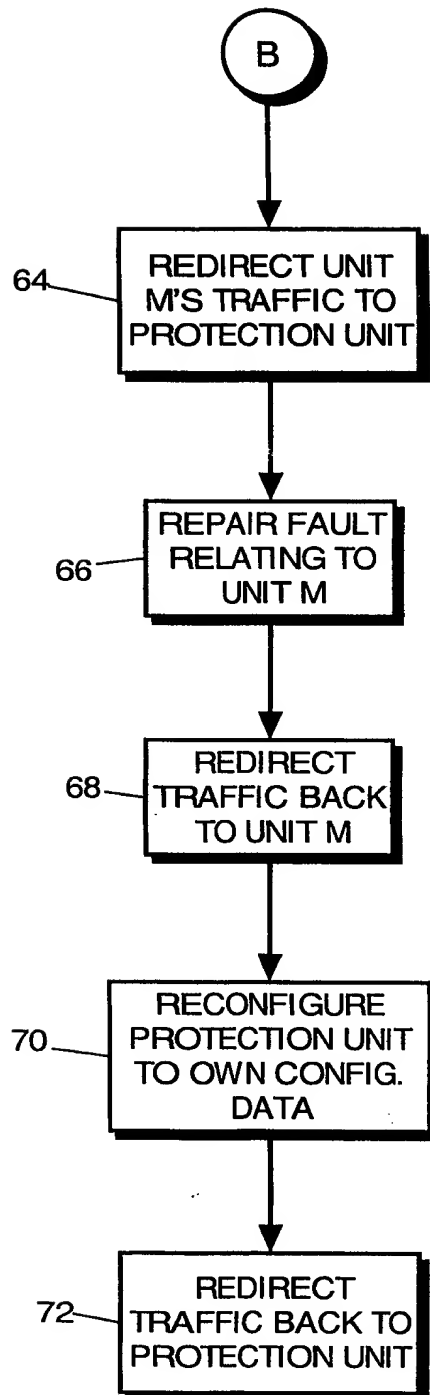 B
64
REDIRECT UNIT
M'S TRAFFIC TO
PROTECTION UNIT
66
REPAIR FAULT
RELATING TO
UNIT M
68
REDIRECT
TRAFFIC BACK
TO UNIT M
70
RECONFIGURE
PROTECTION UNIT
TO OWN CONFIG.
DATA
72
REDIRECT
TRAFFIC BACK TO
PROTECTION UNIT